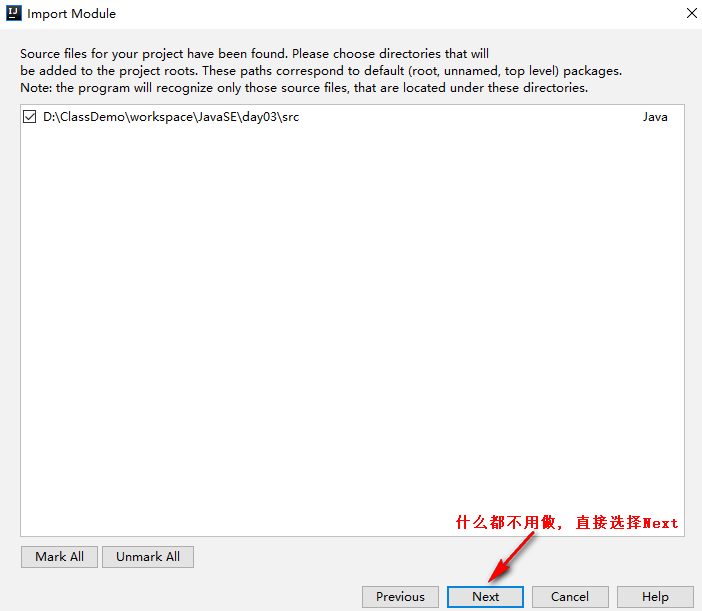 Import Module
Source files for your project have been found. Please choose directories that will
be added to the project roots. These paths correspond to default (root, unnamed, top level) packages.
Note: the program will recognize only those source files, that are located under these directories.
D:\ClassDemo\workspace\JavaSE\day03\src Java
什么都不用做，直接选择Next
Mark All Unmark All
Previous Next Cancel Help